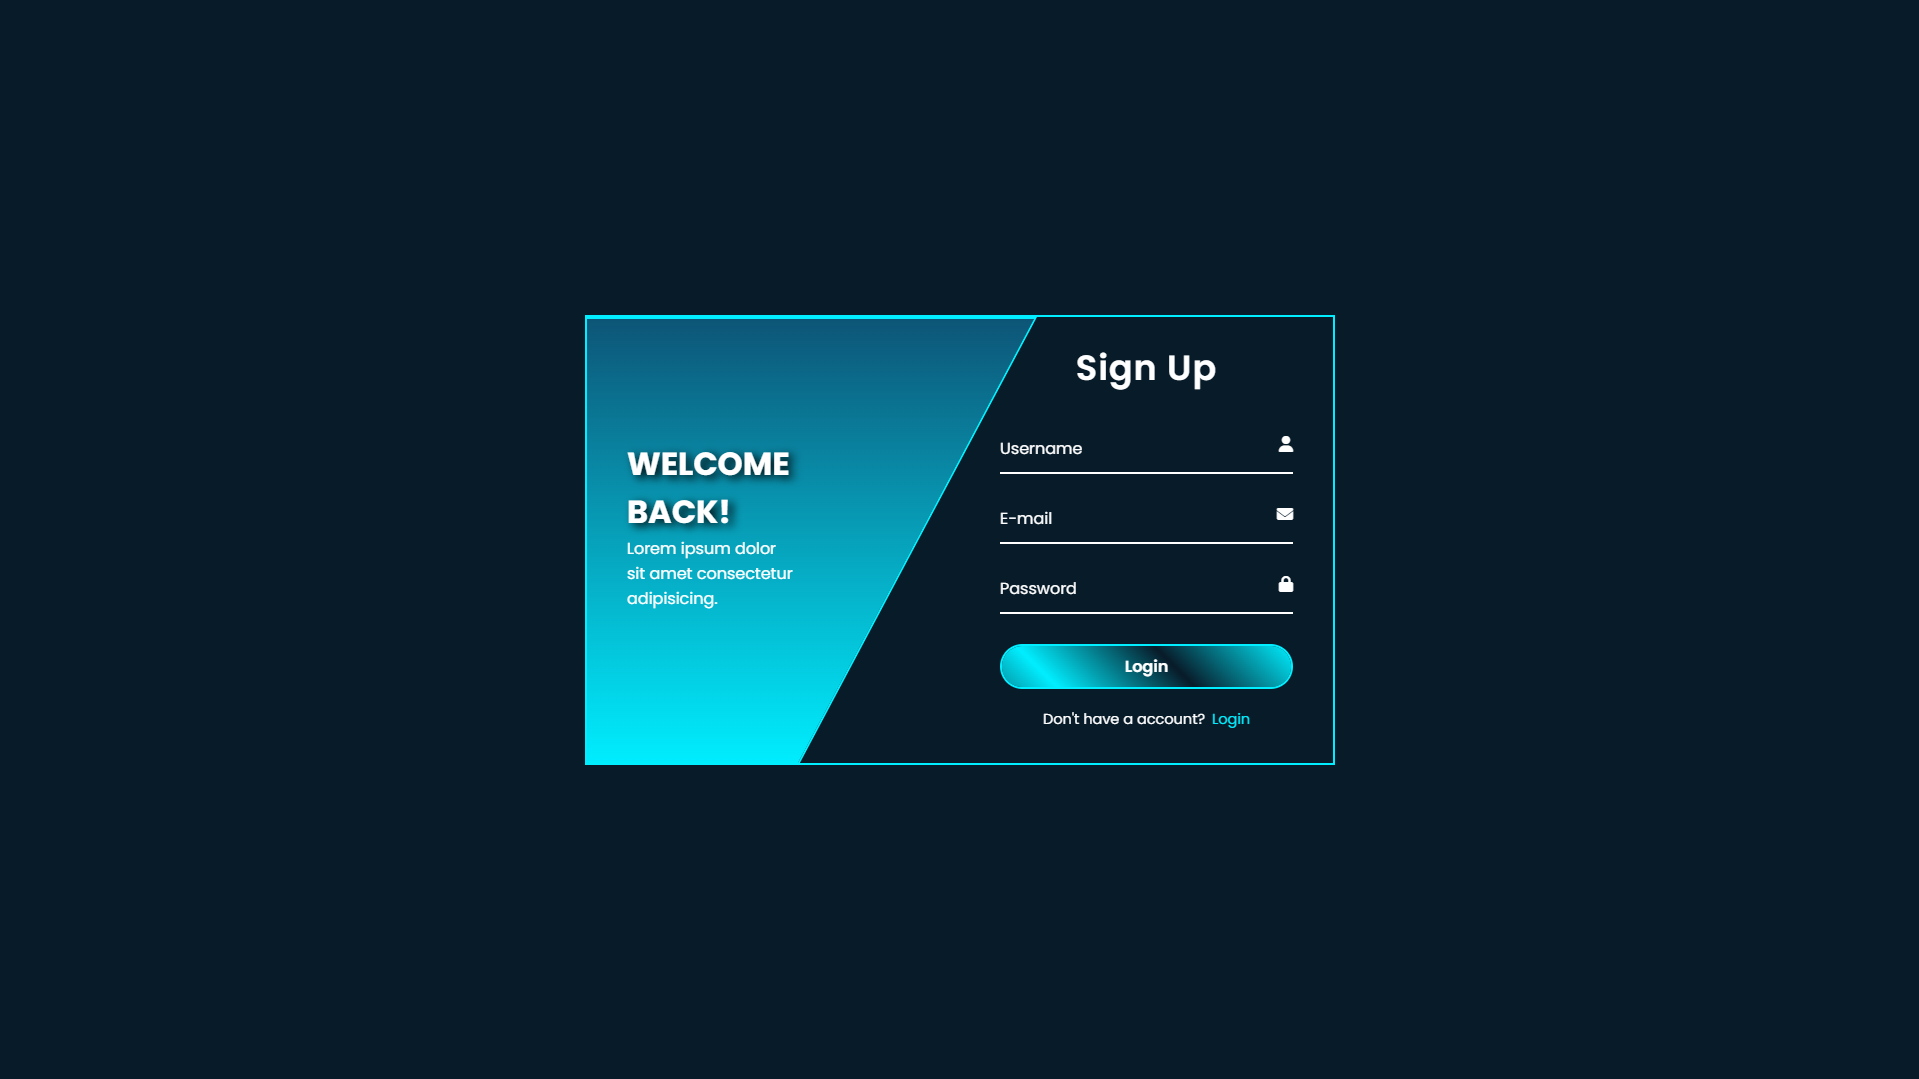 WELCOME
BACK!
Lorem ipsum dolor
sit amet consectetur
adipisicing.
Sign Up
Username
E-mail
Password
Login
Don't have a account? Login